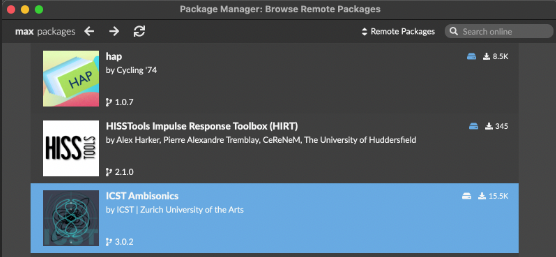 Package Manager: Browse Remote Packages
max packages
Remote Packages
Search online
HAP
hap
8.5K
by Cycling '74
1.0.7
HISS TOOLS
HISSTools Impulse Response Toolbox (HIRT)
345
by Alex Harker, Pierre Alexandre Tremblay, CeReNeM, The University of Huddersfield
2.1.0
ICST Ambisonics
15.5K
by ICST | Zurich University of the Arts
3.0.2